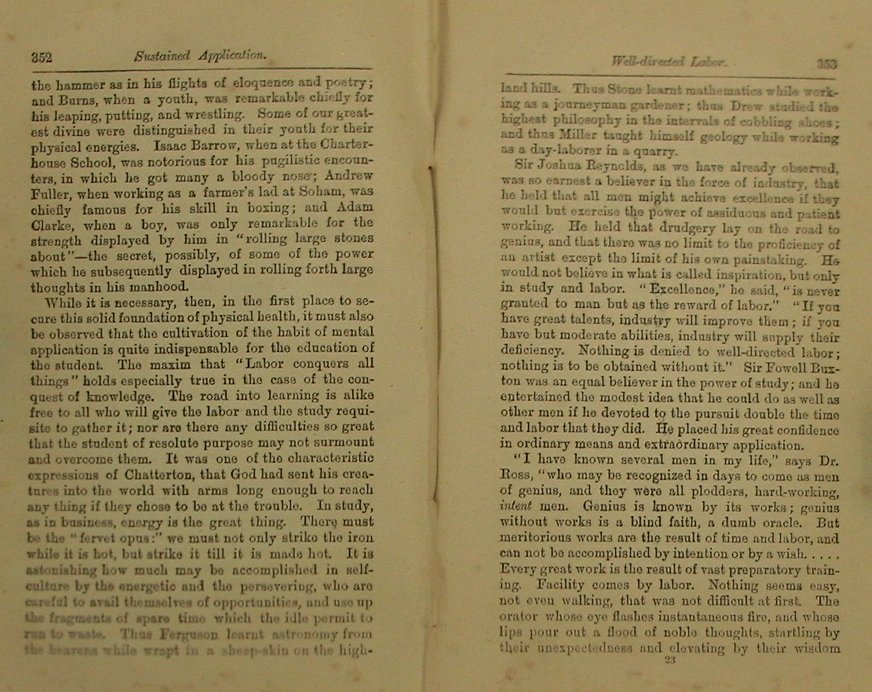 352
Sustained Application.
the hammer as in his flights of eloquence and poetry;
and Burns, when a youth, was remarkable chiefly for
his leaping, putting, and wrestling. Some of our great-
est divine were distinguished in their youth for their
physical energies. Isaac Barrow, when at the Charter-
house School, was notorious for his pugilistic encoun-
ters, in which he got many a bloody nose; Andrew
Fuller, when working as a farmer's lad at Soham, was
chiefly famous for his skill in boxing; and Adam
Clarke, when a boy, was only remarkable for the
strength displayed by him in "rolling large stones
about"—the secret, possibly, of some of the power
which he subsequently displayed in rolling forth large
thoughts in his manhood.
While it is necessary, then, in the first place to se-
cure this solid foundation of physical health, it must also
be observed that the cultivation of the habit of mental
application is quite indispensable for the education of
the student. The maxim that "Labor conquers all
things" holds especially true in the case of the con-
quest of knowledge. The road into learning is alike
free to all who will give the labor and the study requi-
site to gather it; nor are there any difficulties so great
that the student of resolute purpose may not surmount
and overcome them. It was one of the characteristic
expressions of Chatterton, that God had sent his crea-
tures into the world with arms long enough to reach
any thing if they chose to be at the trouble. In study,
as in business, energy is the great thing. There must
be the "fervet opus:" we must not only strike the iron
while it is hot, but strike it till it is made hot. It is
astonishing how much may be accomplished in self-
culture by the energetic and the persevering, who are
careful to avail themselves of opportunities, and use up
the fragments of spare time which the idle permit to
run to waste. Thus Ferguson learnt astronomy from
the heavens while wrapt in a sheep-skin on the high-
Well-directed Labor.
353
land hills. Thus Stone learnt mathematics while work-
ing as a journeyman gardener; thus Drew studied the
highest philosophy in the intervals of cobbling shoes;
and thus Miller taught himself geology while working
as a day-laborer in a quarry.
Sir Joshua Reynolds, as we have already observed,
was so earnest a believer in the force of industry, that
he held that all men might achieve excellence if they
would but exercise the power of assiduous and patient
working. He held that drudgery lay on the road to
genius, and that there was no limit to the proficiency of
an artist except the limit of his own painstaking. He
would not believe in what is called inspiration, but only
in study and labor. "Excellence," he said, "is never
granted to man but as the reward of labor." "If you
have great talents, industry will improve them; if you
have but moderate abilities, industry will supply their
deficiency. Nothing is denied to well-directed labor;
nothing is to be obtained without it." Sir Fowell Bux-
ton was an equal believer in the power of study; and he
entertained the modest idea that he could do as well as
other men if he devoted to the pursuit double the time
and labor that they did. He placed his great confidence
in ordinary means and extraordinary application.
"I have known several men in my life," says Dr.
Ross, "who may be recognized in days to come as men
of genius, and they were all plodders, hard-working,
intent men. Genius is known by its works; genius
without works is a blind faith, a dumb oracle. But
meritorious works are the result of time and labor, and
can not be accomplished by intention or by a wish. . . . .
Every great work is the result of vast preparatory train-
ing. Facility comes by labor. Nothing seems easy,
not even walking, that was not difficult at first. The
orator whose eye flashes instantaneous fire, and whose
lips pour out a flood of noble thoughts, startling by
their unexpectedness and elevating by their wisdom
23